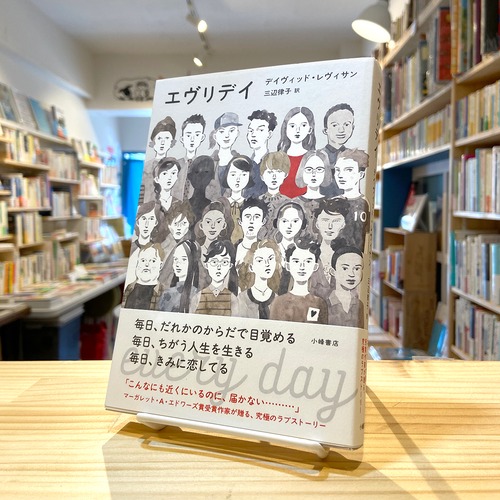 エヴリデイ
デイヴィッド・レヴィサン
三辺律子 訳
10
毎日、だれかのからだで目覚める
毎日、ちがう人生を生きる
毎日、きみに恋してる
小峰書店
every day
「こんなにも近くにいるのに、届かない………」
マーガレット・A・エドワーズ賞受賞作家が贈る、究極のラブストーリー